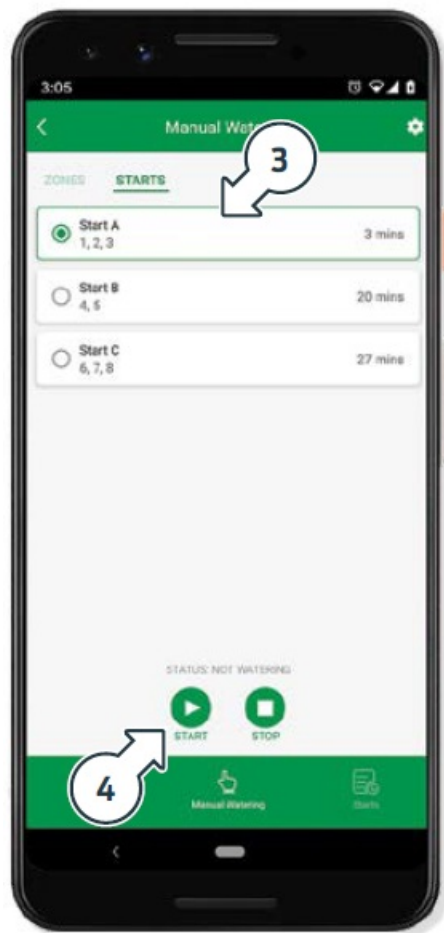 3:05
Manual Wat
3
ZONES STARTS
Start A
1, 2, 3
3 mins
Start B
4, 5
20 mins
Start C
6, 7, 8
27 mins
STATUS: NOT WATERING
START STOP
4
Manual Watering
Starts